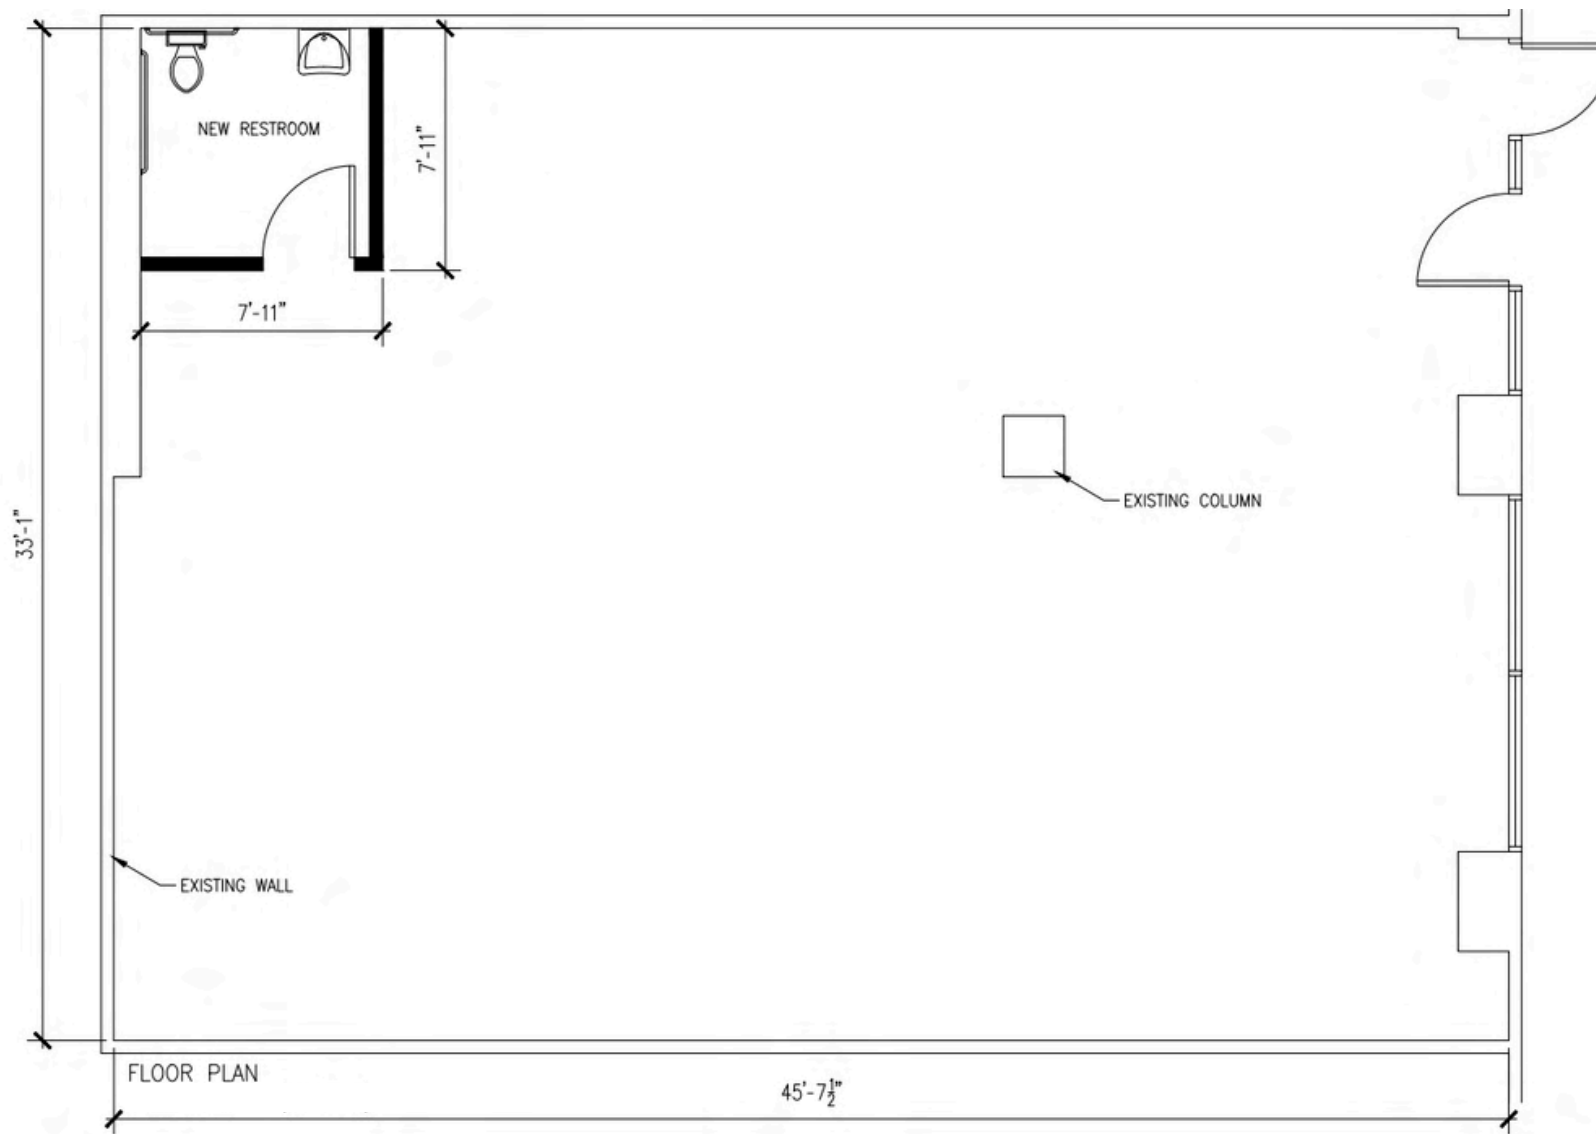 NEW RESTROOM
7'-11"
7'-11"
EXISTING COLUMN
33'-1"
EXISTING WALL
FLOOR PLAN
45'-7½"